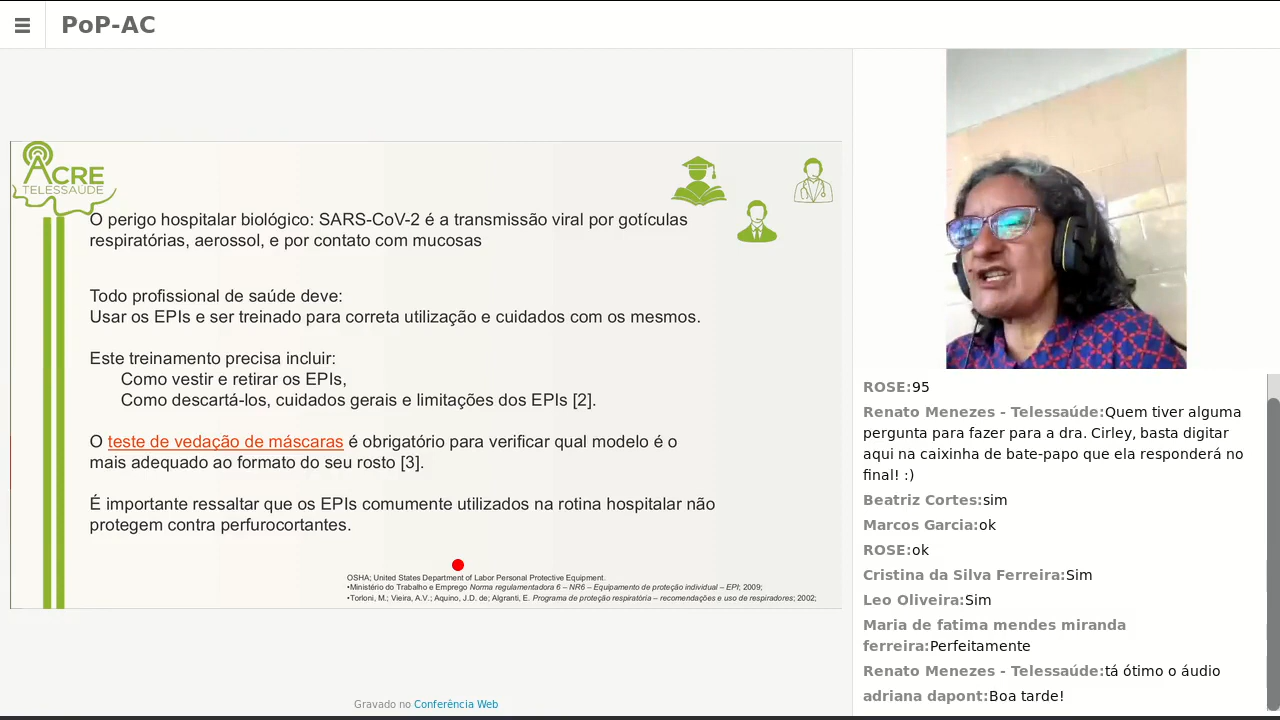 PoP-AC
ACRE
TELESSAÚDE
O perigo hospitalar biológico: SARS-CoV-2 é a transmissão viral por gotículas
respiratórias, aerossol, e por contato com mucosas
Todo profissional de saúde deve:
Usar os EPIs e ser treinado para correta utilização e cuidados com os mesmos.
Este treinamento precisa incluir:
Como vestir e retirar os EPIs,
Como descartá-los, cuidados gerais e limitações dos EPIs [2].
O teste de vedação de máscaras é obrigatório para verificar qual modelo é o
mais adequado ao formato do seu rosto [3].
É importante ressaltar que os EPIs comumente utilizados na rotina hospitalar não
protegem contra perfurocortantes.
OSHA; United States Department of Labor Personal Protective Equipment.
•Ministério do Trabalho e Emprego Norma regulamentadora 6 – NR6 – Equipamento de proteção individual – EPI; 2009;
•Torloni, M.; Vieira, A.V.; Aquino, J.D. de; Algranti, E. Programa de proteção respiratória – recomendações e uso de respiradores; 2002;
Gravado no Conferência Web
ROSE:95
Renato Menezes - Telessaúde:Quem tiver alguma
pergunta para fazer para a dra. Cirley, basta digitar
aqui na caixinha de bate-papo que ela responderá no
final! :)
Beatriz Cortes:sim
Marcos Garcia:ok
ROSE:ok
Cristina da Silva Ferreira:Sim
Leo Oliveira:Sim
Maria de fatima mendes miranda
ferreira:Perfeitamente
Renato Menezes - Telessaúde:tá ótimo o áudio
adriana dapont:Boa tarde!